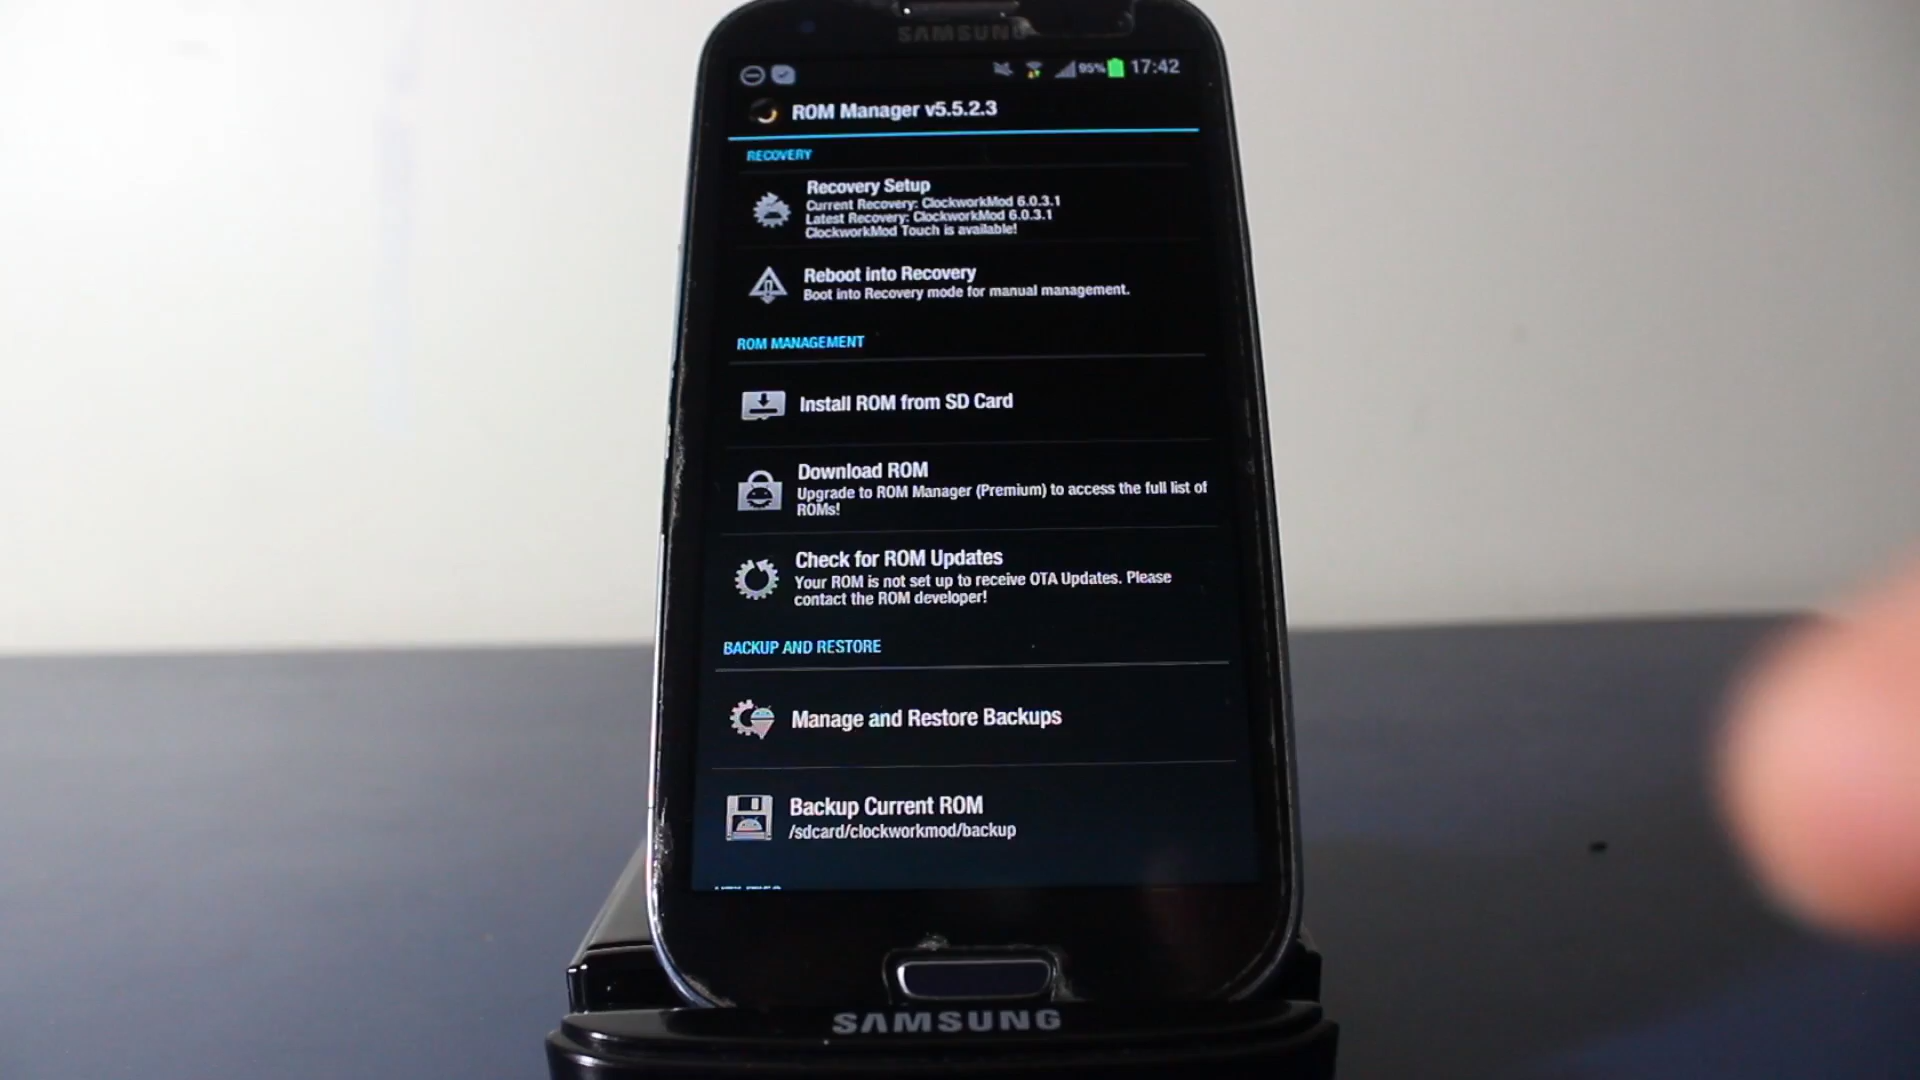 SAMSUNG
95% 17:42
ROM Manager v5.5.2.3
RECOVERY
Recovery Setup
Current Recovery: ClockworkMod 6.0.3.1
Latest Recovery: ClockworkMod 6.0.3.1
ClockworkMod Touch is available!
Reboot into Recovery
Boot into Recovery mode for manual management.
ROM MANAGEMENT
Install ROM from SD Card
Download ROM
Upgrade to ROM Manager (Premium) to access the full list of
ROMs!
Check for ROM Updates
Your ROM is not set up to receive OTA Updates. Please
contact the ROM developer!
BACKUP AND RESTORE
Manage and Restore Backups
Backup Current ROM
/sdcard/clockworkmod/backup
SAMSUNG